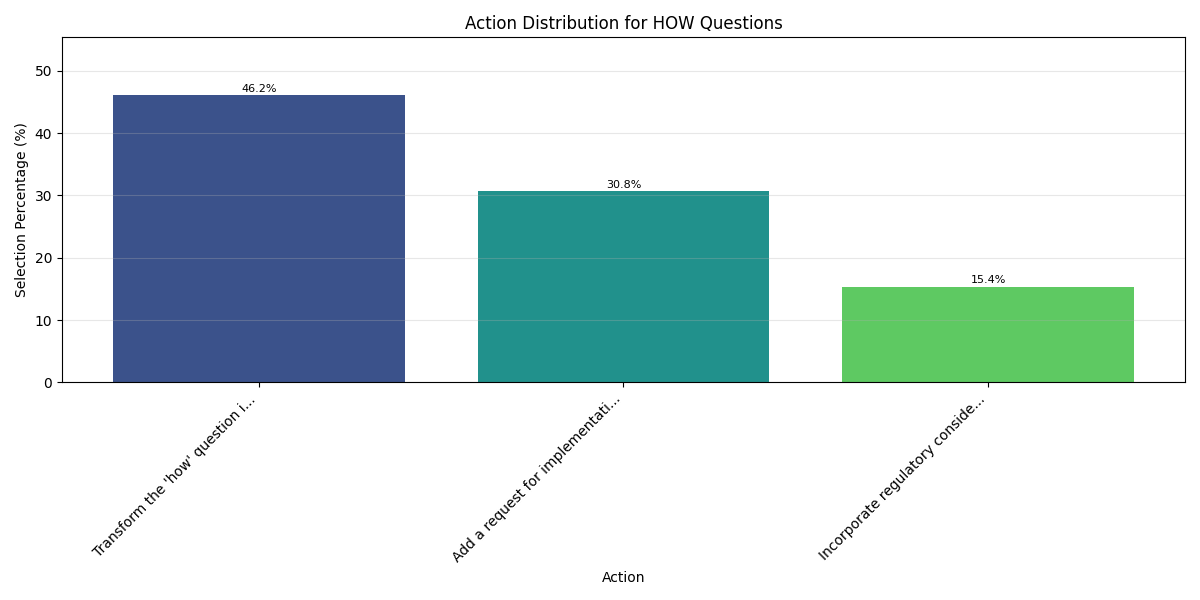 Action Distribution for HOW Questions
Selection Percentage (%)
50
40
30
20
10
0
46.2%
30.8%
15.4%
Transform the 'how' question i...
Add a request for implementati...
Incorporate regulatory conside...
Action